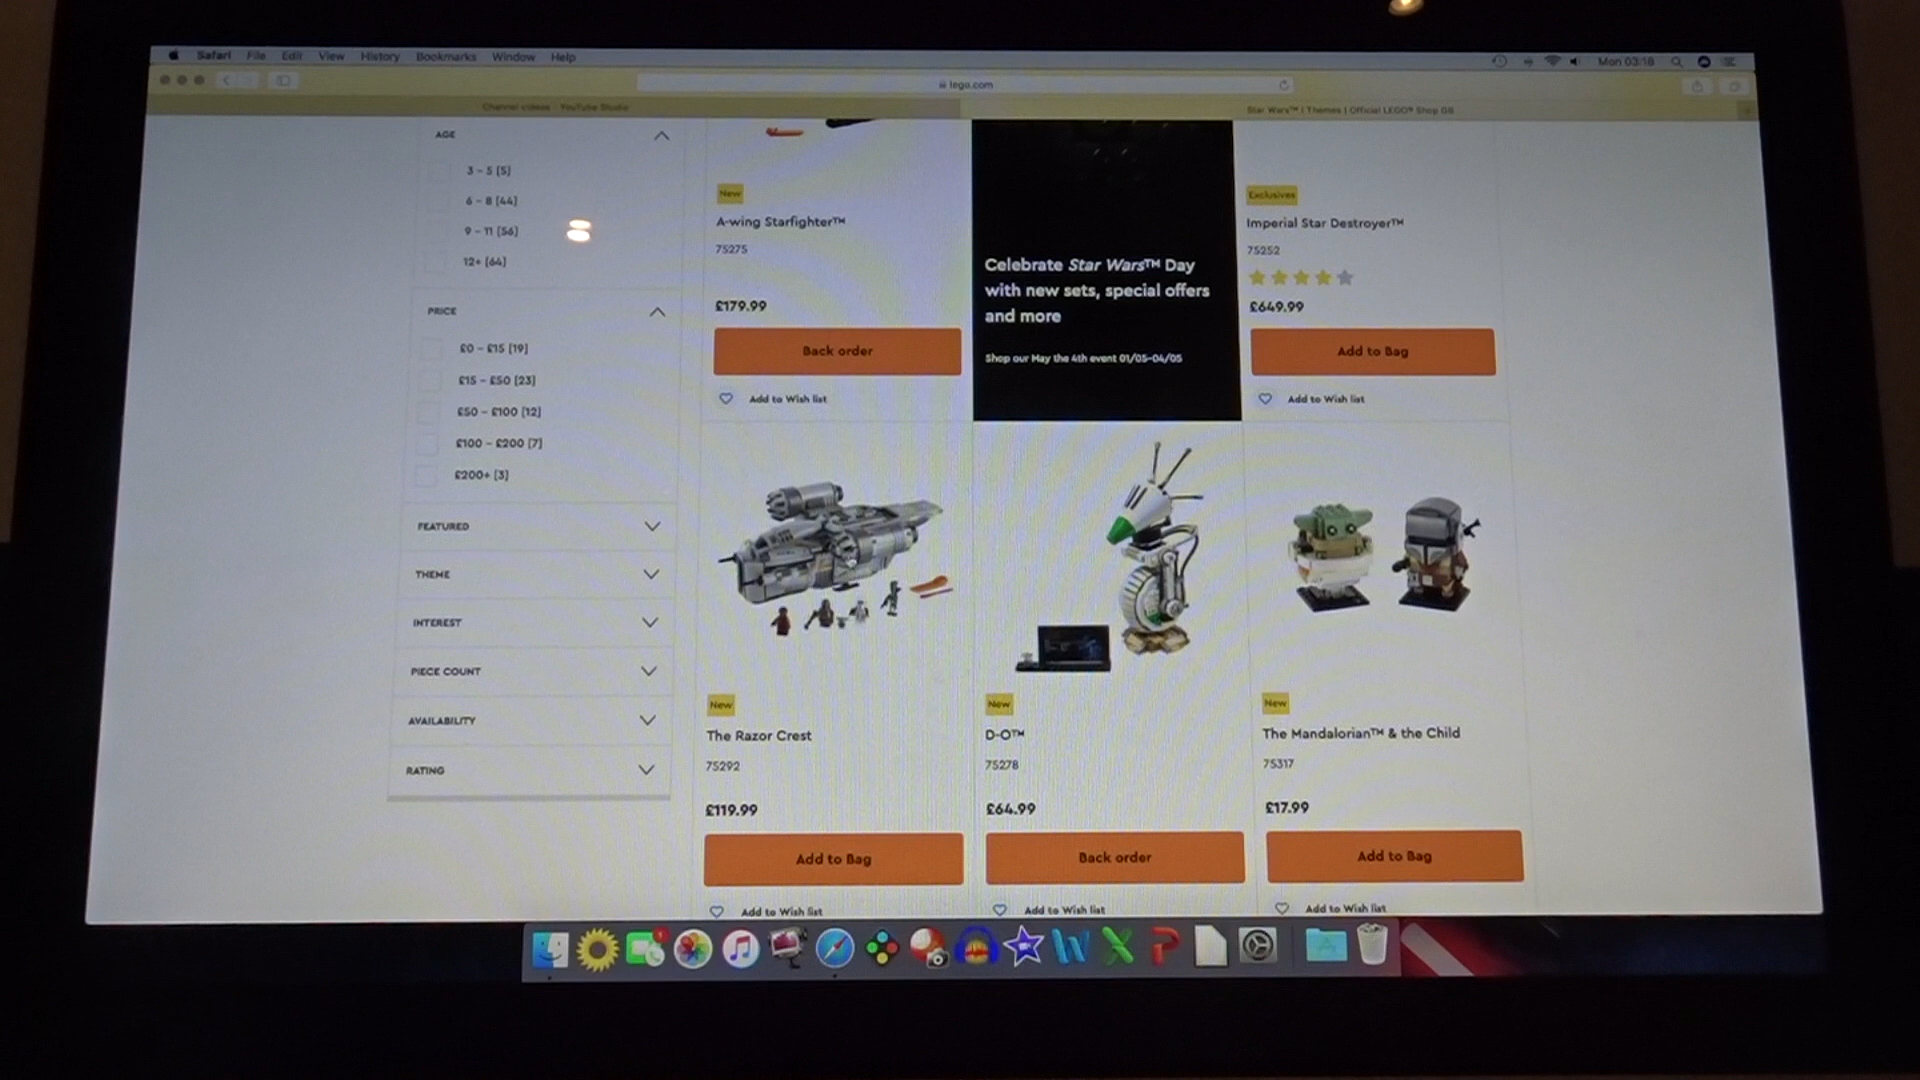 Safari File Edit View History Bookmarks Window Help
Mon 03:18
lego.com
Channel videos - YouTube Studio
Star Wars™ | Themes | Official LEGO® Shop GB
AGE
3 – 5 [5]
6 – 8 [44]
9 – 11 [56]
12+ [64]
PRICE
£0 – £15 [19]
£15 – £50 [23]
£50 – £100 [12]
£100 – £200 [7]
£200+ [3]
FEATURED
THEME
INTEREST
PIECE COUNT
AVAILABILITY
RATING
New
A-wing Starfighter™
75275
£179.99
Back order
Add to Wish list
Celebrate Star Wars™ Day
with new sets, special offers
and more
Shop our May the 4th event 01/05-04/05
Exclusives
Imperial Star Destroyer™
75252
£649.99
Add to Bag
Add to Wish list
New
The Razor Crest
75292
£119.99
Add to Bag
Add to Wish list
New
D-O™
75278
£64.99
Back order
Add to Wish list
New
The Mandalorian™ & the Child
75317
£17.99
Add to Bag
Add to Wish list